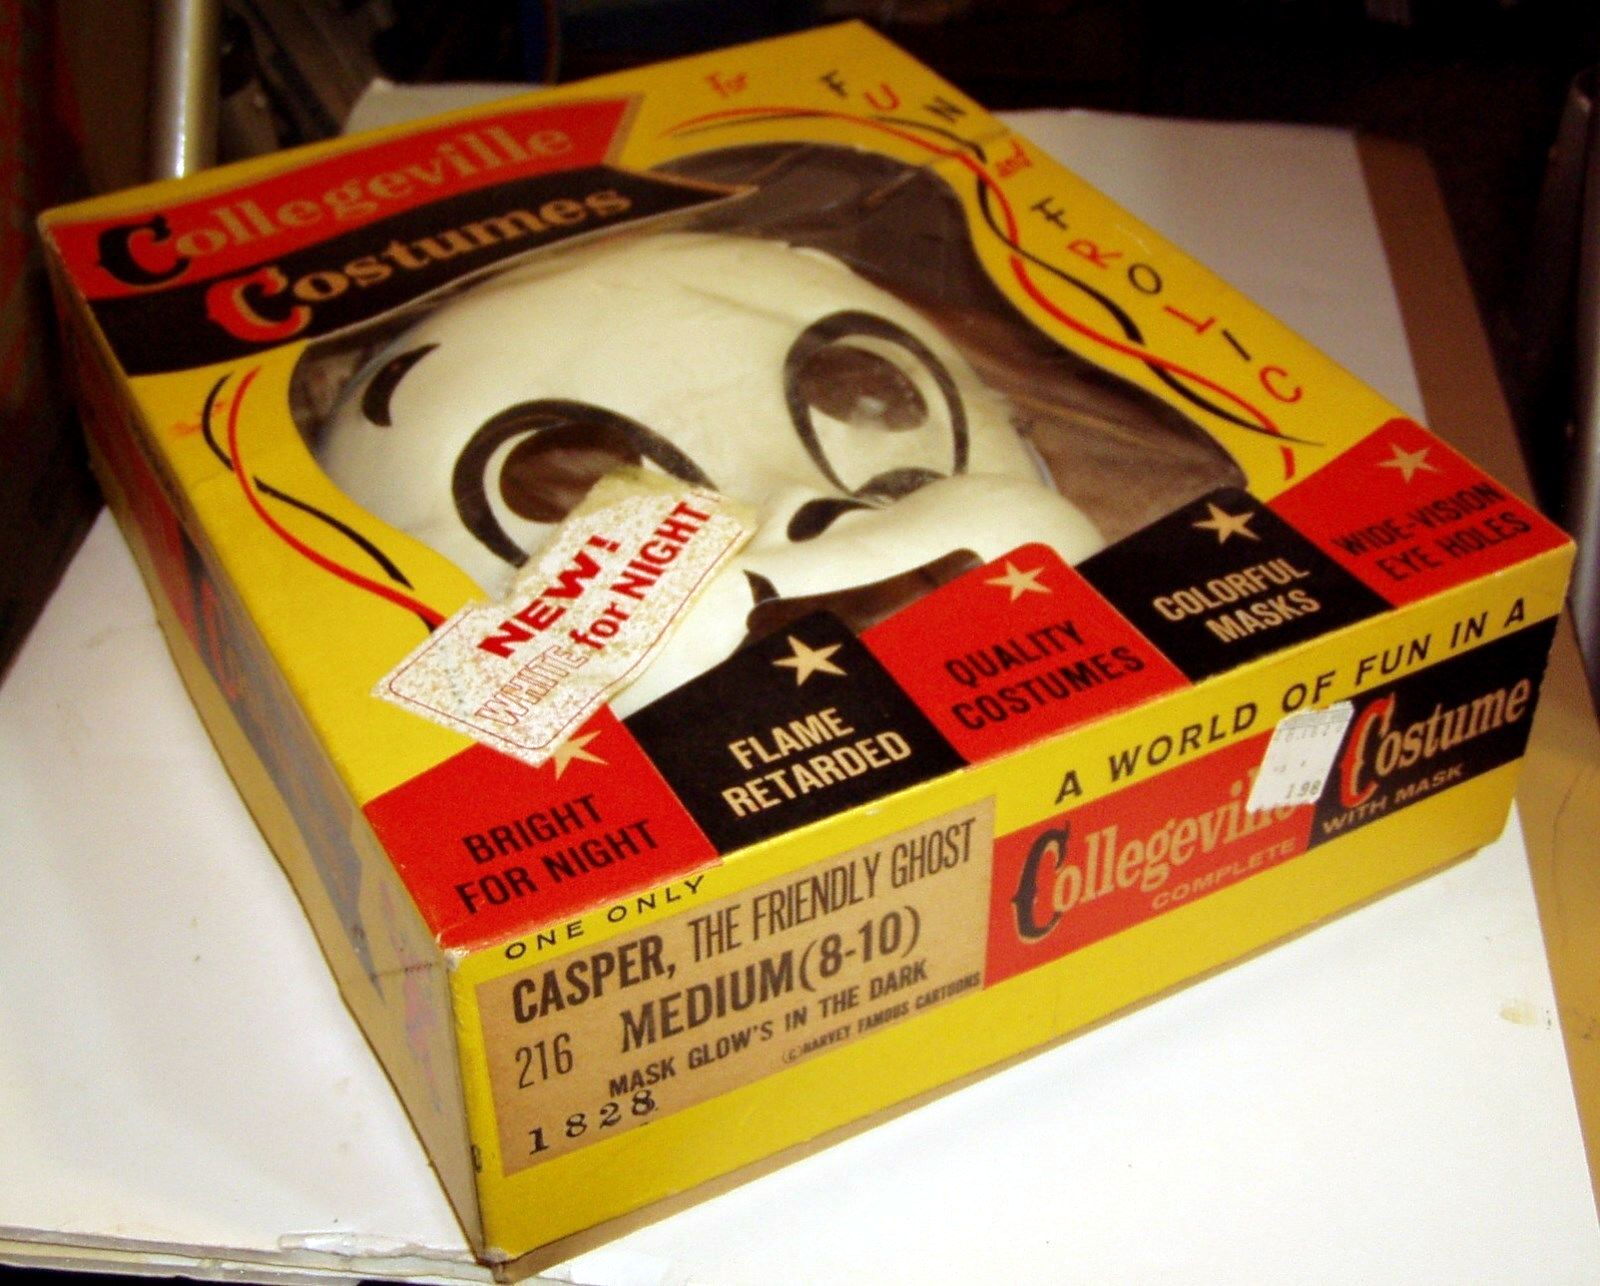 Collegeville
Costumes
For
FUN
FROLIC
NEW!
WHITE for NIGHT
BRIGHT
FOR NIGHT
FLAME
RETARDED
QUALITY
COSTUMES
COLORFUL
MASKS
WIDE-VISION
EYE HOLES
ONE ONLY
CASPER, THE FRIENDLY GHOST
216 MEDIUM (8-10)
MASK GLOW'S IN THE DARK
(C)HARVEY FAMOUS CARTOONS
1828
A WORLD OF FUN IN A
Collegeville Costume
COMPLETE WITH MASK
1.98